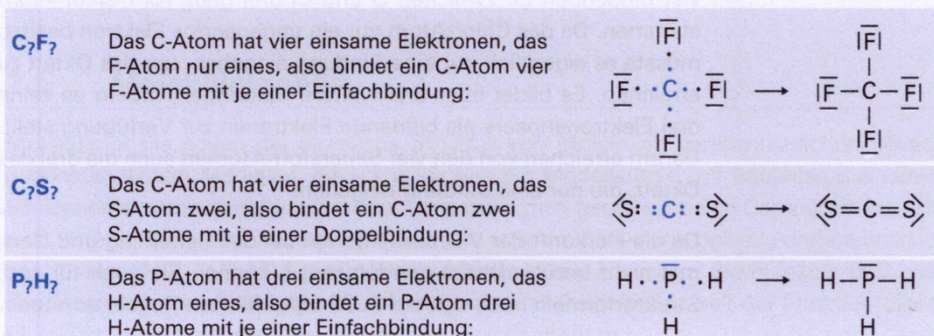 |F|
C?F? Das C-Atom hat vier einsame Elektronen, das |F|
F-Atom nur eines, also bindet ein C-Atom vier
F-Atome mit je einer Einfachbindung: |F · · C · · F| → |F – C – F|
|F| |F|
C?S? Das C-Atom hat vier einsame Elektronen, das
S-Atom zwei, also bindet ein C-Atom zwei ⟨S: :C: :S⟩ → ⟨S=C=S⟩
S-Atome mit je einer Doppelbindung:
P?H? Das P-Atom hat drei einsame Elektronen, das H · · P · · H → H–P–H
H-Atom eines, also bindet ein P-Atom drei
H-Atome mit je einer Einfachbindung: H H